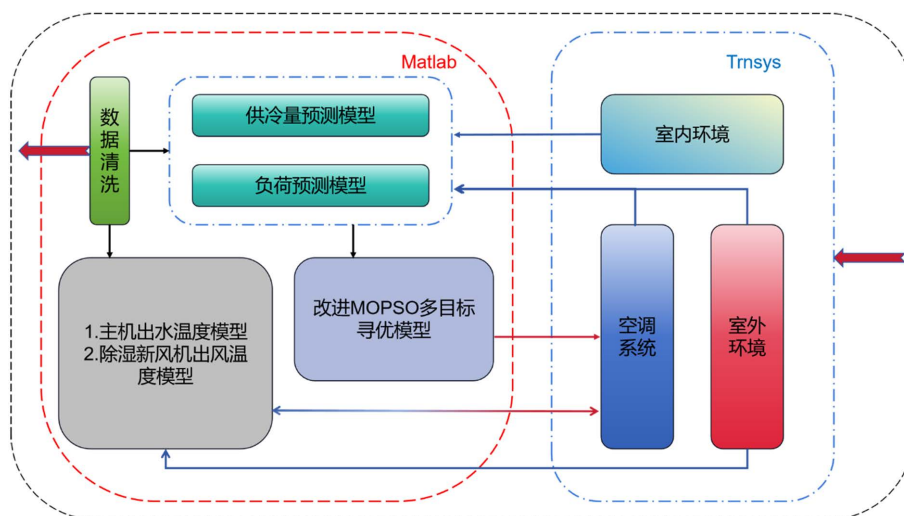 Matlab
Trnsys
数据清洗
供冷量预测模型
负荷预测模型
室内环境
1.主机出水温度模型
2.除湿新风机出风温
度模型
改进MOPSO多目标
寻优模型
空调
系统
室外
环境